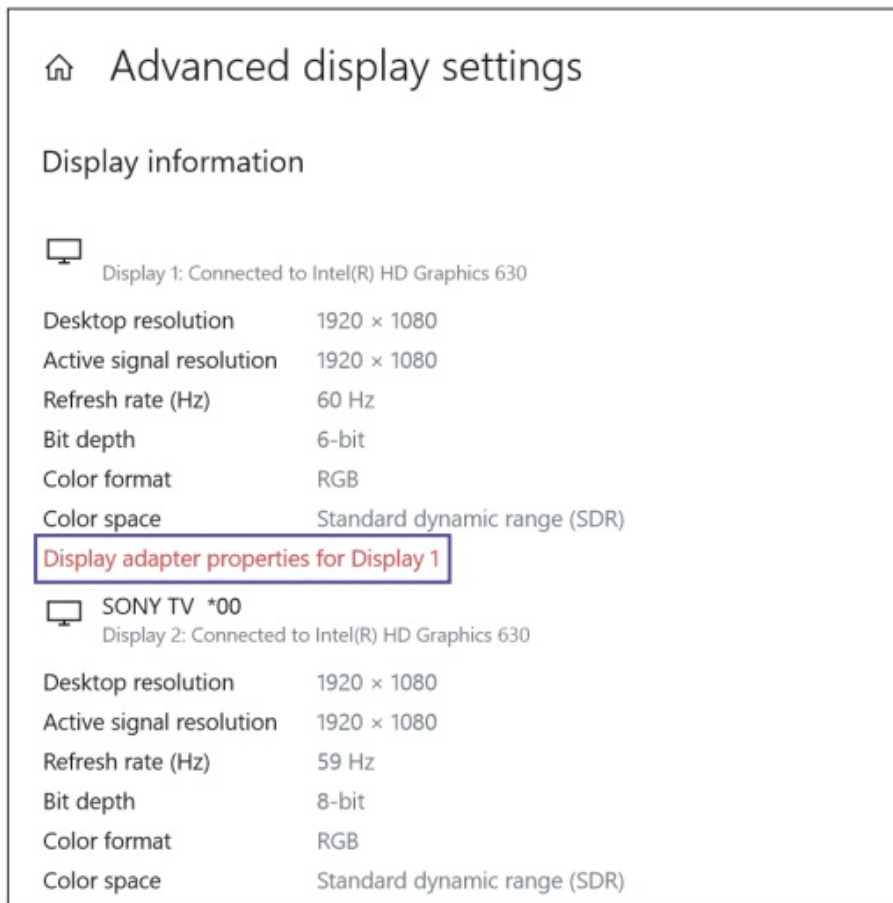 Advanced display settings
Display information
Display 1: Connected to Intel(R) HD Graphics 630
Desktop resolution 1920 × 1080
Active signal resolution 1920 × 1080
Refresh rate (Hz) 60 Hz
Bit depth 6-bit
Color format RGB
Color space Standard dynamic range (SDR)
Display adapter properties for Display 1
SONY TV *00
Display 2: Connected to Intel(R) HD Graphics 630
Desktop resolution 1920 × 1080
Active signal resolution 1920 × 1080
Refresh rate (Hz) 59 Hz
Bit depth 8-bit
Color format RGB
Color space Standard dynamic range (SDR)